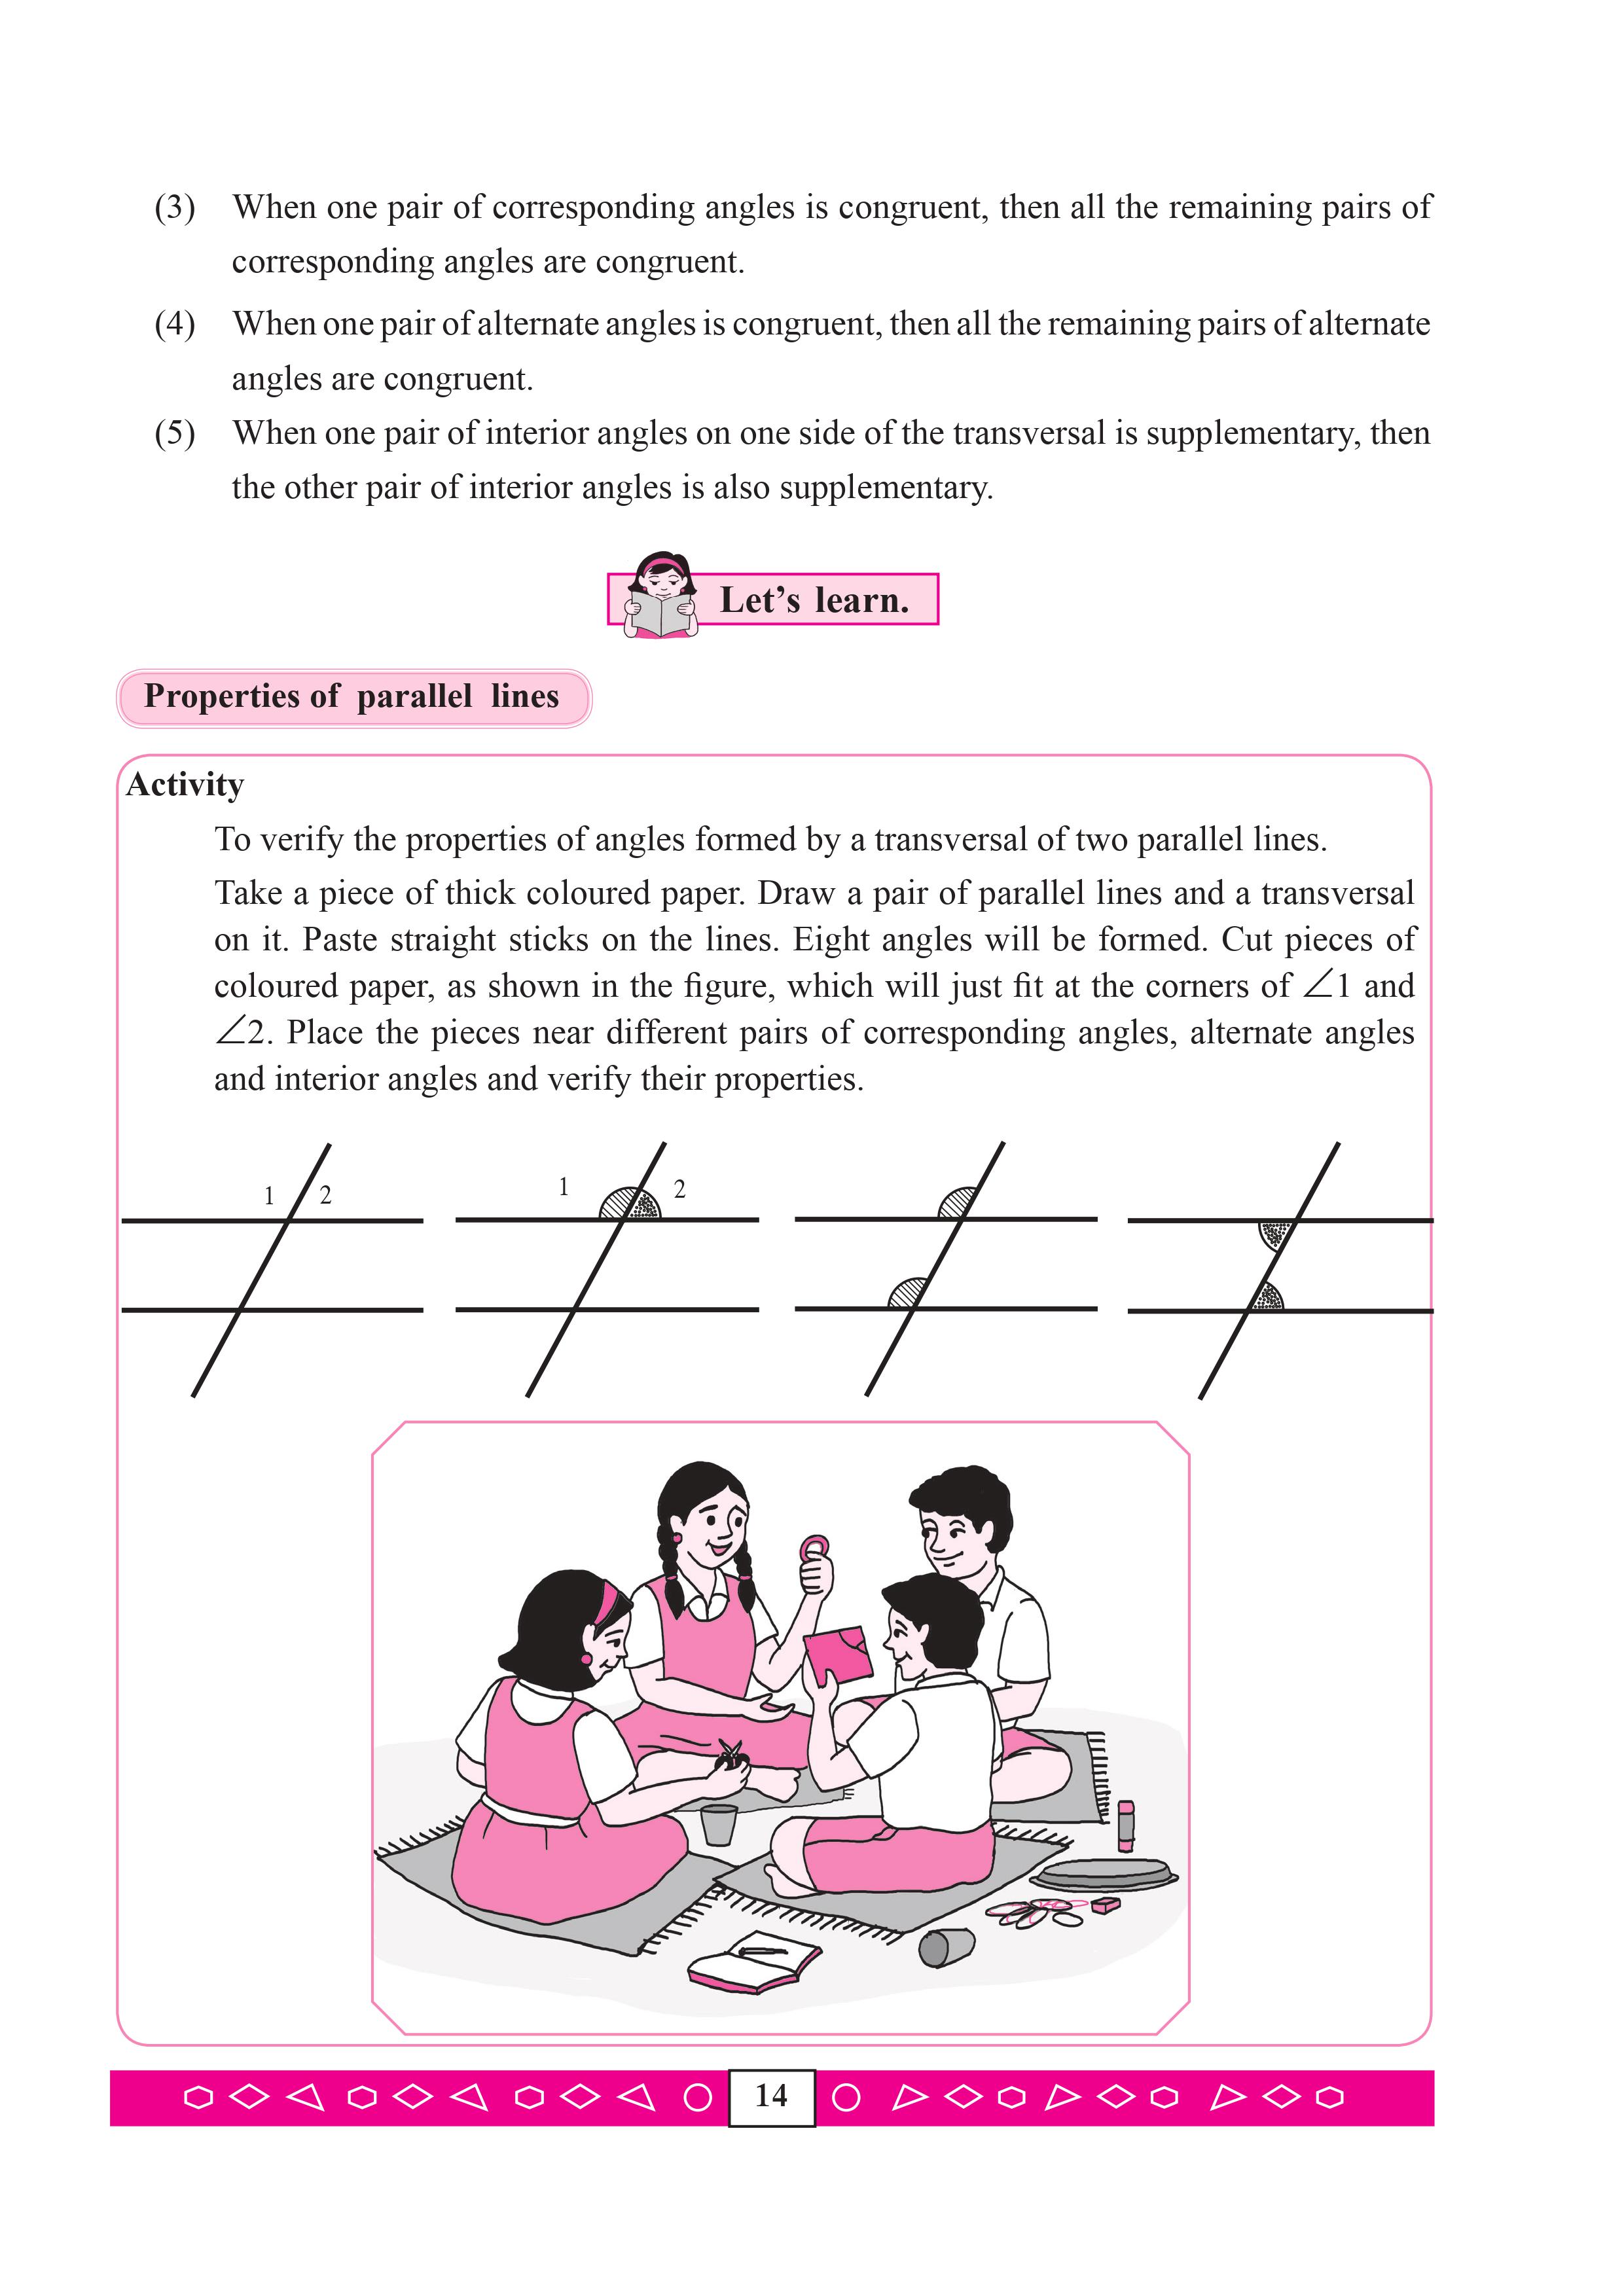 (3) When one pair of corresponding angles is congruent, then all the remaining pairs of
corresponding angles are congruent.
(4) When one pair of alternate angles is congruent, then all the remaining pairs of alternate
angles are congruent.
(5) When one pair of interior angles on one side of the transversal is supplementary, then
the other pair of interior angles is also supplementary.
Let's learn.
Properties of parallel lines
Activity
To verify the properties of angles formed by a transversal of two parallel lines.
Take a piece of thick coloured paper. Draw a pair of parallel lines and a transversal
on it. Paste straight sticks on the lines. Eight angles will be formed. Cut pieces of
coloured paper, as shown in the figure, which will just fit at the corners of ∠1 and
∠2. Place the pieces near different pairs of corresponding angles, alternate angles
and interior angles and verify their properties.
1 2 1 2
14